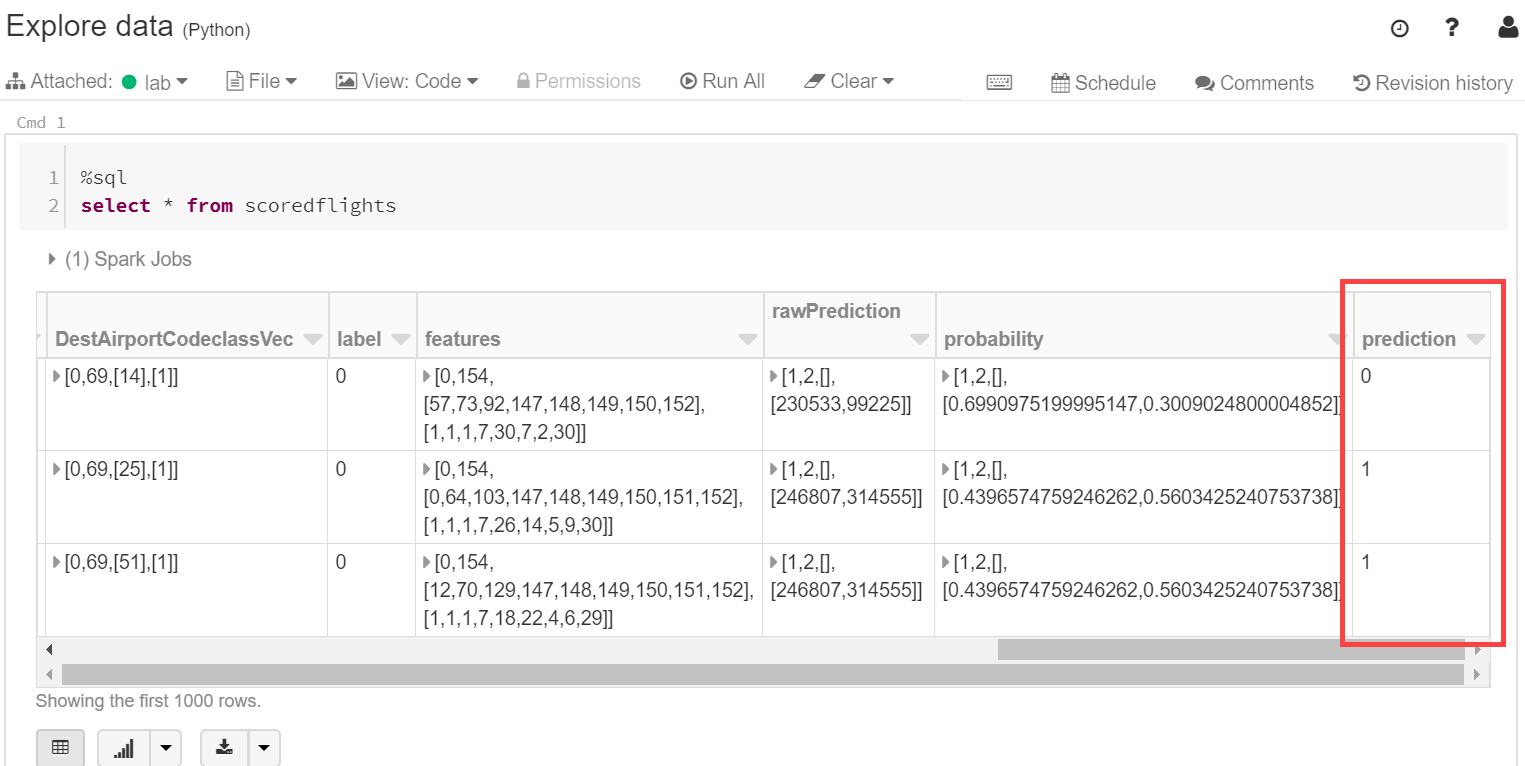 Explore data (Python)
Attached: lab File View: Code Permissions Run All Clear Schedule Comments Revision history
Cmd 1
1 %sql
2 select * from scoredflights
(1) Spark Jobs
DestAirportCodeclassVec label features rawPrediction probability prediction
[0,69,[14],[1]] 0 [0,154, [1,2,[], [1,2,[], 0
[57,73,92,147,148,149,150,152], [230533,99225]] [0.6990975199995147,0.3009024800004852]]
[1,1,1,7,30,7,2,30]]
[0,69,[25],[1]] 0 [0,154, [1,2,[], [1,2,[], 1
[0,64,103,147,148,149,150,151,152], [246807,314555]] [0.4396574759246262,0.5603425240753738]]
[1,1,1,7,26,14,5,9,30]]
[0,69,[51],[1]] 0 [0,154, [1,2,[], [1,2,[], 1
[12,70,129,147,148,149,150,151,152], [246807,314555]] [0.4396574759246262,0.5603425240753738]]
[1,1,1,7,18,22,4,6,29]]
Showing the first 1000 rows.